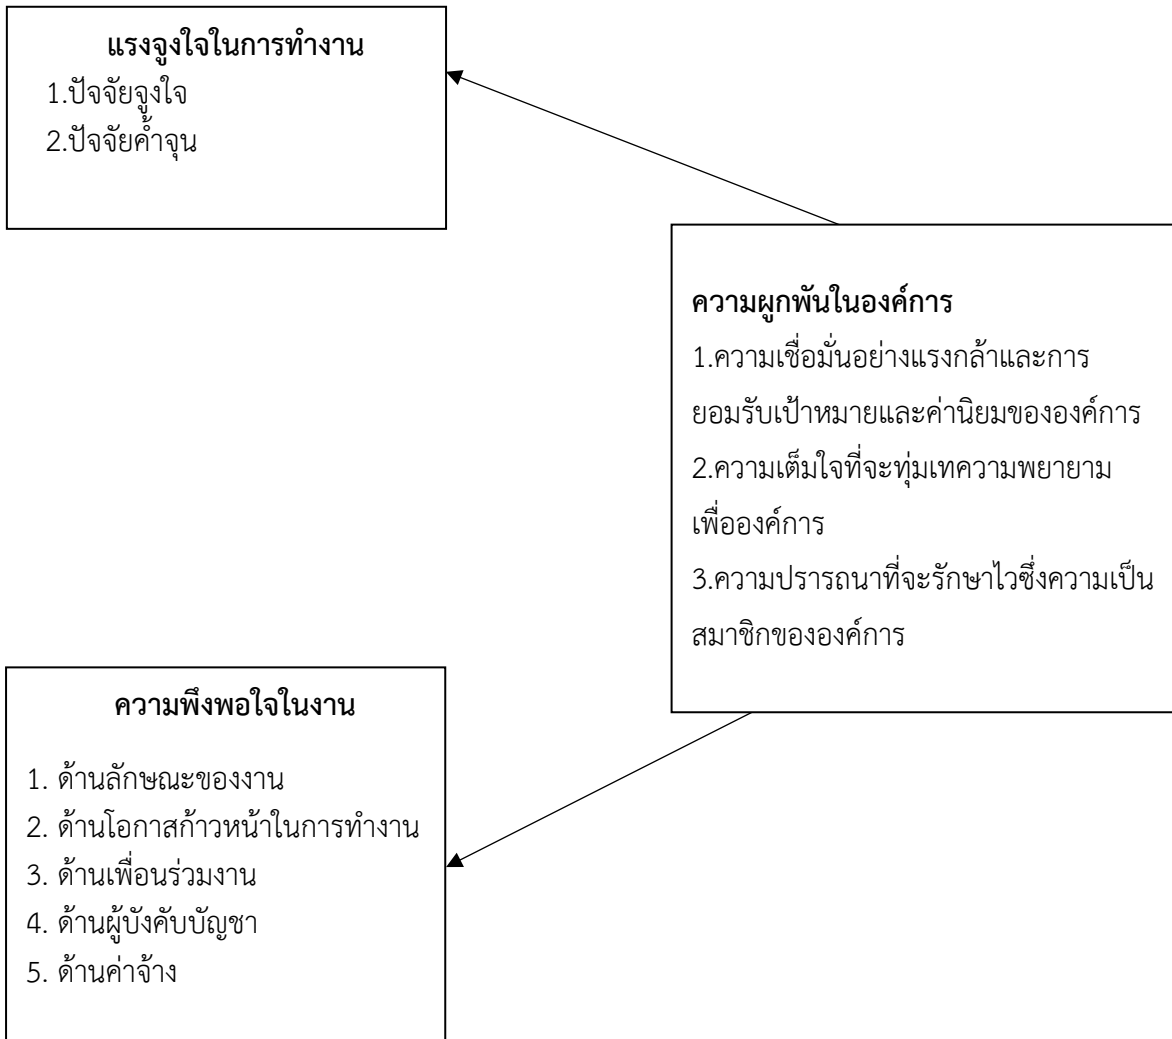 แรงจูงใจในการทำงาน
1.ปัจจัยจูงใจ
2.ปัจจัยค้ำจุน
ความผูกพันในองค์การ
1.ความเชื่อมั่นอย่างแรงกล้าและการ
ยอมรับเป้าหมายและค่านิยมขององค์การ
2.ความเต็มใจที่จะทุ่มเทความพยายาม
เพื่อองค์การ
3.ความปรารถนาที่จะรักษาไวซึ่งความเป็น
สมาชิกขององค์การ
ความพึงพอใจในงาน
1. ด้านลักษณะของงาน
2. ด้านโอกาสก้าวหน้าในการทำงาน
3. ด้านเพื่อนร่วมงาน
4. ด้านผู้บังคับบัญชา
5. ด้านค่าจ้าง